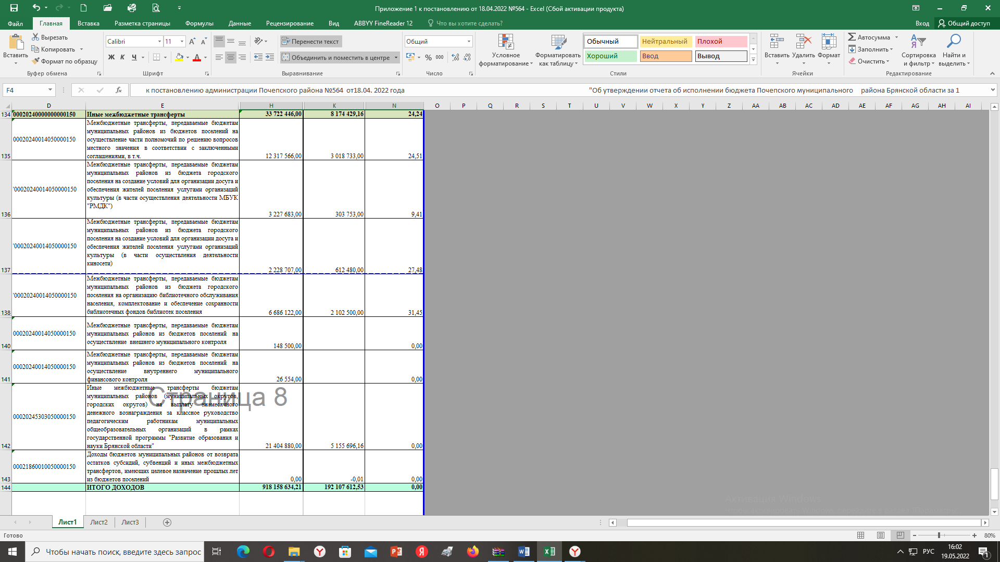 Приложение 1 к постановлению от 18.04.2022 №564 - Excel (Сбой активации продукта)
Файл Главная Вставка Разметка страницы Формулы Данные Рецензирование Вид ABBYY FineReader 12 Что вы хотите сделать? Вход Общий доступ
Вставить
Вырезать
Копировать
Формат по образцу
Буфер обмена
Calibri 11
Ж К Ч
Шрифт
Перенести текст
Объединить и поместить в центре
Выравнивание
Общий
% 000
Число
Условное форматирование
Форматировать как таблицу
Обычный Нейтральный Плохой
Хороший Ввод Вывод
Стили
Вставить Удалить Формат
Ячейки
Автосумма
Заполнить
Очистить
Сортировка и фильтр
Найти и выделить
Редактирование
F4 fx к постановлению администрации Почепского района №564 от18.04. 2022 года "Об утверждении отчета об исполнении бюджета Почепского муниципального района Брянской области за 1
D E H K N O P Q R S T U V W X Y Z AA AB AC AD AE AF AG AH AI
134 00020240000000000150 Иные межбюджетные трансферты 33 722 446,00 8 174 429,16 24,24
Межбюджетные трансферты, передаваемые бюджетам
муниципальных районов из бюджетов поселений на
00020240014050000150 осуществление части полномочий по решению вопросов
местного значения в соответствии с заключенными
135 соглашениями, в т.ч. 12 317 566,00 3 018 733,00 24,51
Межбюджетные трансферты, передаваемые бюджетам
муниципальных районов из бюджета городского
поселения на создание условий для организации досуга и
'00020240014050000150 обеспечения жителей поселения услугами организаций
культуры (в части осуществления деятельности МБУК
"РМДК")
136 3 227 683,00 303 753,00 9,41
Межбюджетные трансферты, передаваемые бюджетам
муниципальных районов из бюджета городского
поселения на создание условий для организации досуга и
'00020240014050000150 обеспечения жителей поселения услугами организаций
культуры (в части осуществления деятельности
киносети)
137 2 228 707,00 612 480,00 27,48
Межбюджетные трансферты, передаваемые бюджетам
муниципальных районов из бюджета городского
'00020240014050000150 поселения на организацию библиотечного обслуживания
населения, комплектование и обеспечение сохранности
138 библиотечных фондов библиотек поселения 6 686 122,00 2 102 500,00 31,45
Межбюджетные трансферты, передаваемые бюджетам
00020240014050000150 муниципальных районов из бюджетов поселений на
осуществление внешнего муниципального контроля
140 148 500,00 0,00
Межбюджетные трансферты, передаваемые бюджетам
муниципальных районов из бюджетов поселений на
00020240014050000150 осуществление внутреннего муниципального
141 финансового контроля 26 554,00 0,00
Страница 8
Иные межбюджетные трансферты бюджетам
муниципальных районов (муниципальных округов,
городских округов) на выплату ежемесячного
00020245303050000150 денежного вознаграждения за классное руководство
педагогическим работникам муниципальных
общеобразовательных организаций в рамках
государственной программы "Развитие образования и
142 науки Брянской области" 21 404 880,00 5 155 696,16 0,00
Доходы бюджетов муниципальных районов от возврата
00021860010050000150 остатков субсидий, субвенций и иных межбюджетных
трансфертов, имеющих целевое назначение прошлых лет
143 из бюджетов поселений 0,00 -0,01 0,00
144 ИТОГО ДОХОДОВ 918 158 634,21 192 107 612,53 0,00
Активация Windows
Лист1 Лист2 Лист3
Готово 80%
Чтобы начать поиск, введите здесь запрос
РУС 16:02
19.05.2022 1